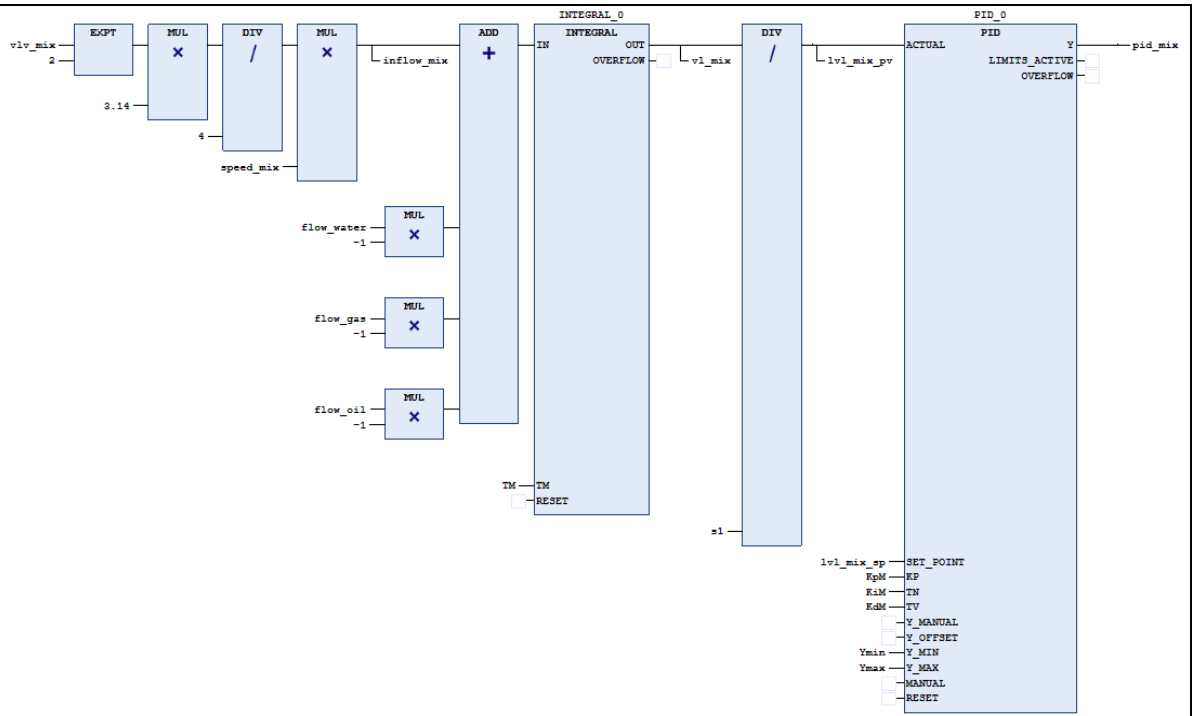 INTEGRAL_0 PID_0
EXPT MUL DIV MUL ADD INTEGRAL DIV PID
vlv_mix × / × inflow_mix + IN OUT vl_mix / lvl_mix_pv ACTUAL Y pid_mix
2 OVERFLOW LIMITS_ACTIVE
OVERFLOW
3.14
4
speed_mix
MUL
flow_water ×
-1
MUL
flow_gas ×
-1
MUL
flow_oil ×
-1
TM TM
RESET
s1
lvl_mix_sp SET_POINT
KpM KP
KiM TN
KdM TV
Y_MANUAL
Y_OFFSET
Ymin Y_MIN
Ymax Y_MAX
MANUAL
RESET